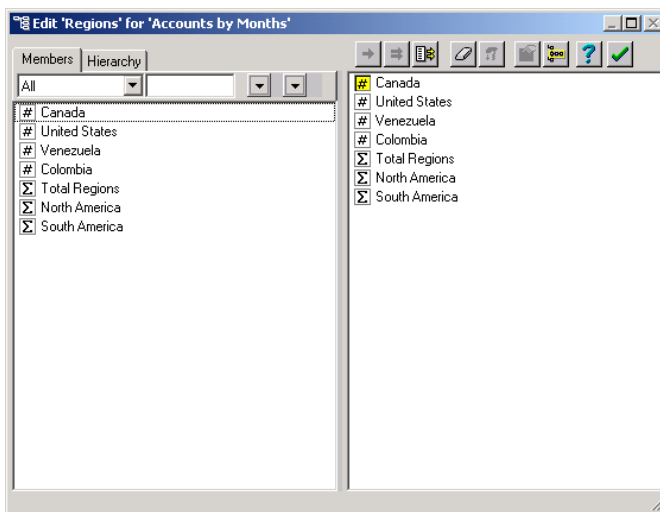 Edit 'Regions' for 'Accounts by Months'
Members
Hierarchy
All
# Canada
# United States
# Venezuela
# Colombia
Σ Total Regions
Σ North America
Σ South America
?
# Canada
# United States
# Venezuela
# Colombia
Σ Total Regions
Σ North America
Σ South America